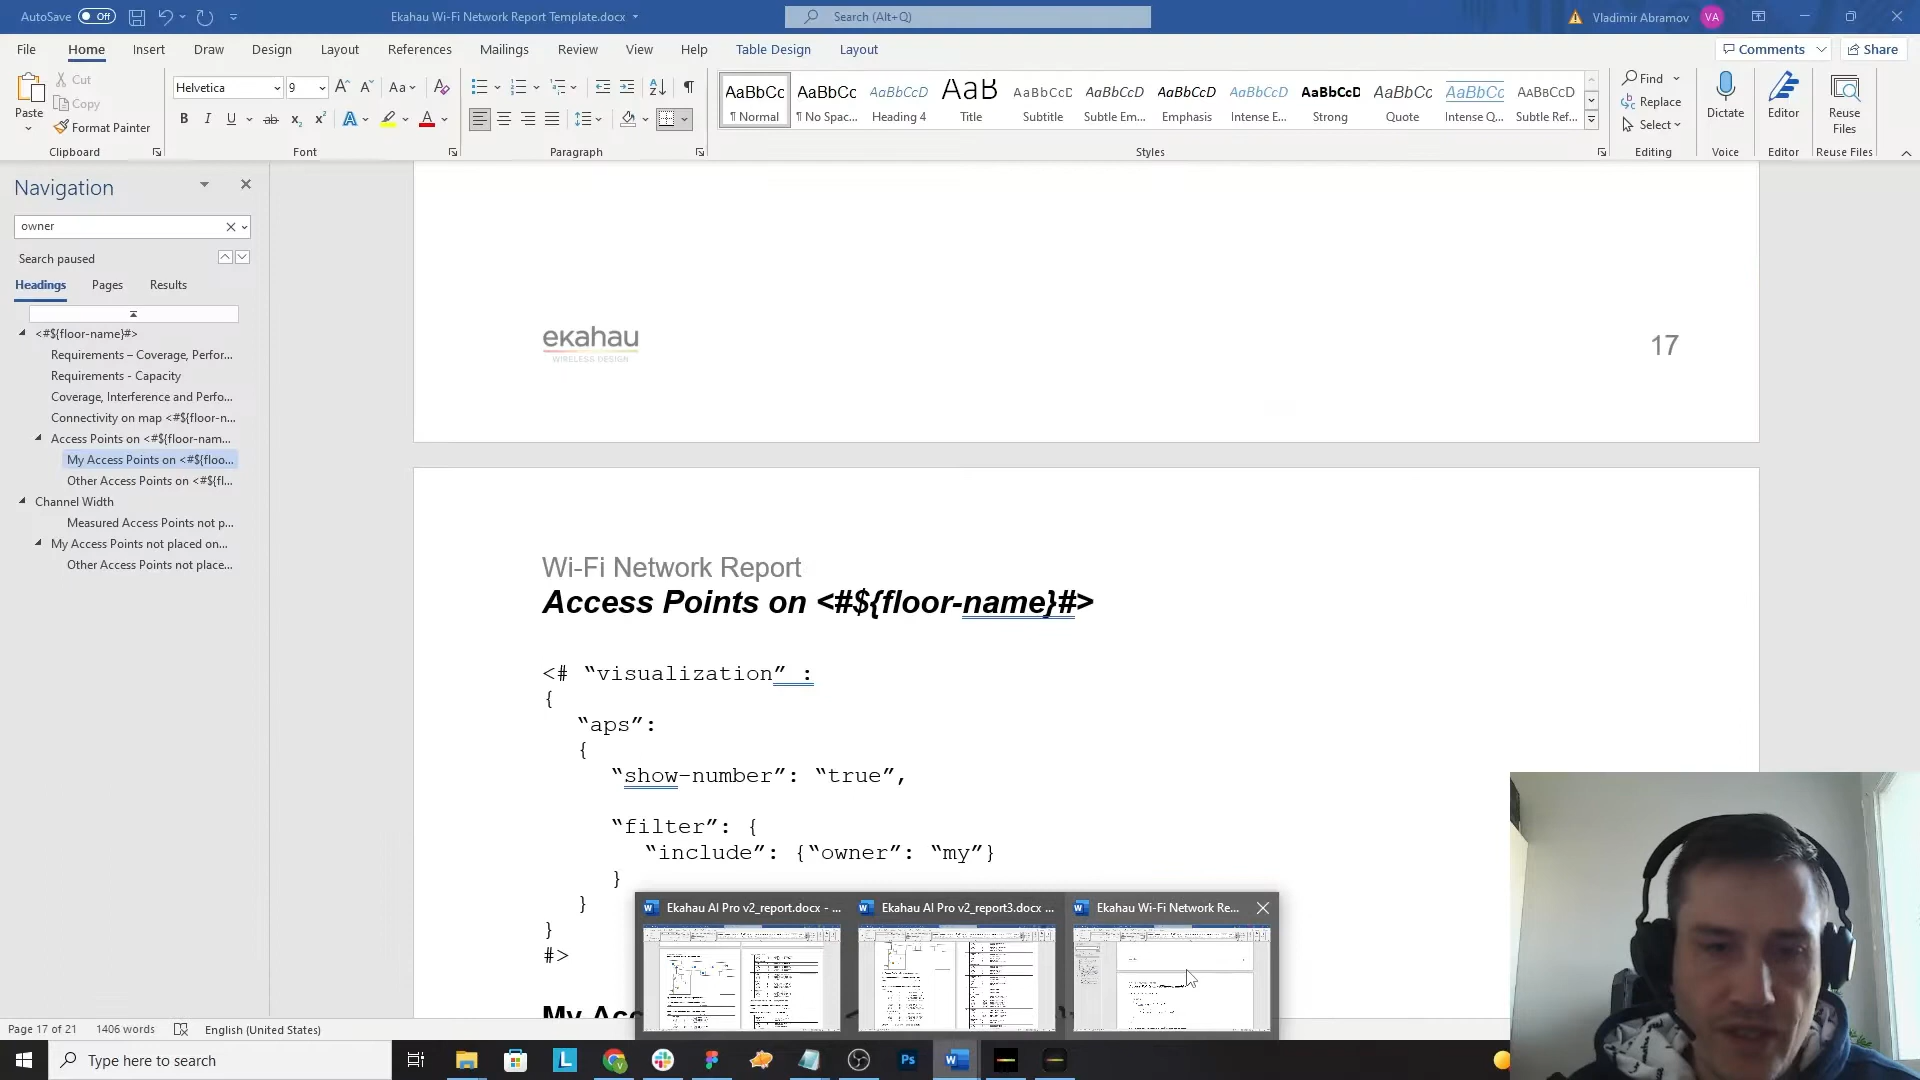 AutoSave Off
Ekahau Wi-Fi Network Report Template.docx
Search (Alt+Q)
Vladimir Abramov VA
File Home Insert Draw Design Layout References Mailings Review View Help Table Design Layout
Comments Share
Paste
Cut
Copy
Format Painter
Helvetica 9
AaBbCc AaBbCc AaBbCcD AaB AaBbCcD AaBbCcD AaBbCcD AaBbCcD AaBbCcD AaBbCc AaBbCc AaBbCcD
¶ Normal ¶ No Spac... Heading 4 Title Subtitle Subtle Em... Emphasis Intense E... Strong Quote Intense Q... Subtle Ref...
Find
Replace
Select
Dictate
Editor
Reuse
Files
Clipboard Font Paragraph Styles Editing Voice Editor Reuse Files
Navigation
owner
Search paused
Headings Pages Results
<#${floor-name}#>
Requirements – Coverage, Perfor...
Requirements - Capacity
Coverage, Interference and Perfo...
Connectivity on map <#${floor-n...
Access Points on <#${floor-nam...
My Access Points on <#${floo...
Other Access Points on <#${fl...
Channel Width
Measured Access Points not p...
My Access Points not placed on...
Other Access Points not place...
ekahau
WIRELESS DESIGN
17
Wi-Fi Network Report
Access Points on <#${floor-name}#>
<# “visualization” :
{
“aps”:
{
“show-number”: “true”,
“filter”: {
“include”: {“owner”: “my”}
}
}
}
#>
My Acc
Ekahau AI Pro v2_report.docx - ...
Ekahau AI Pro v2_report3.docx ...
Ekahau Wi-Fi Network Re...
Page 17 of 21 1406 words English (United States)
Type here to search